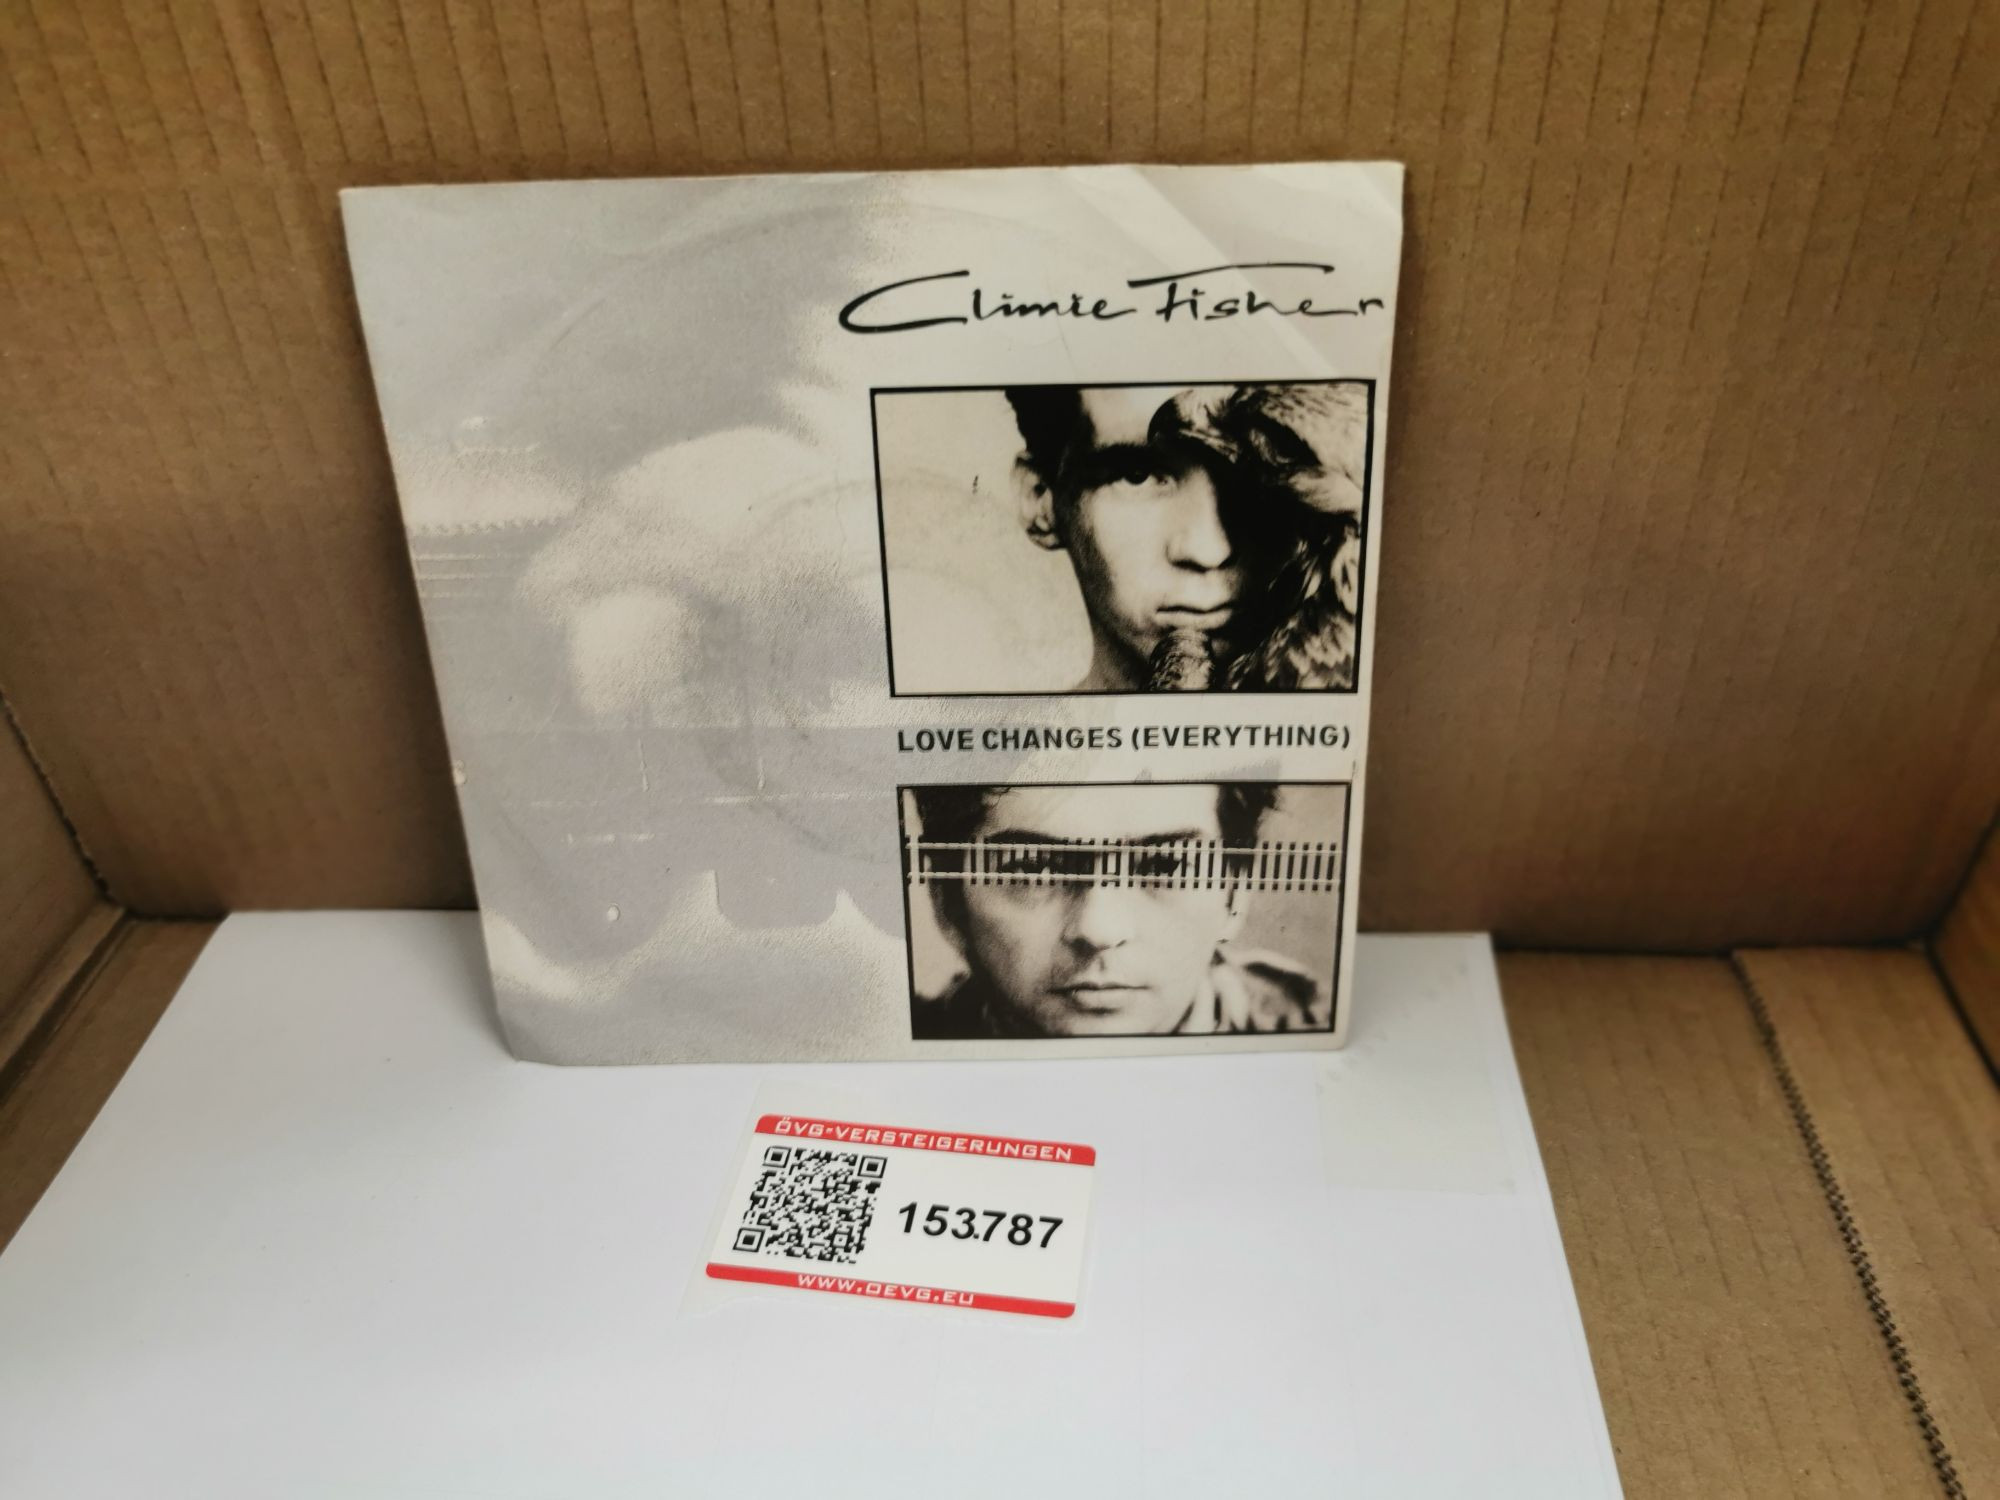 Climie Fisher
LOVE CHANGES (EVERYTHING)
ÖVG-VERSTEIGERUNGEN
153.787
WWW.OEVG.EU